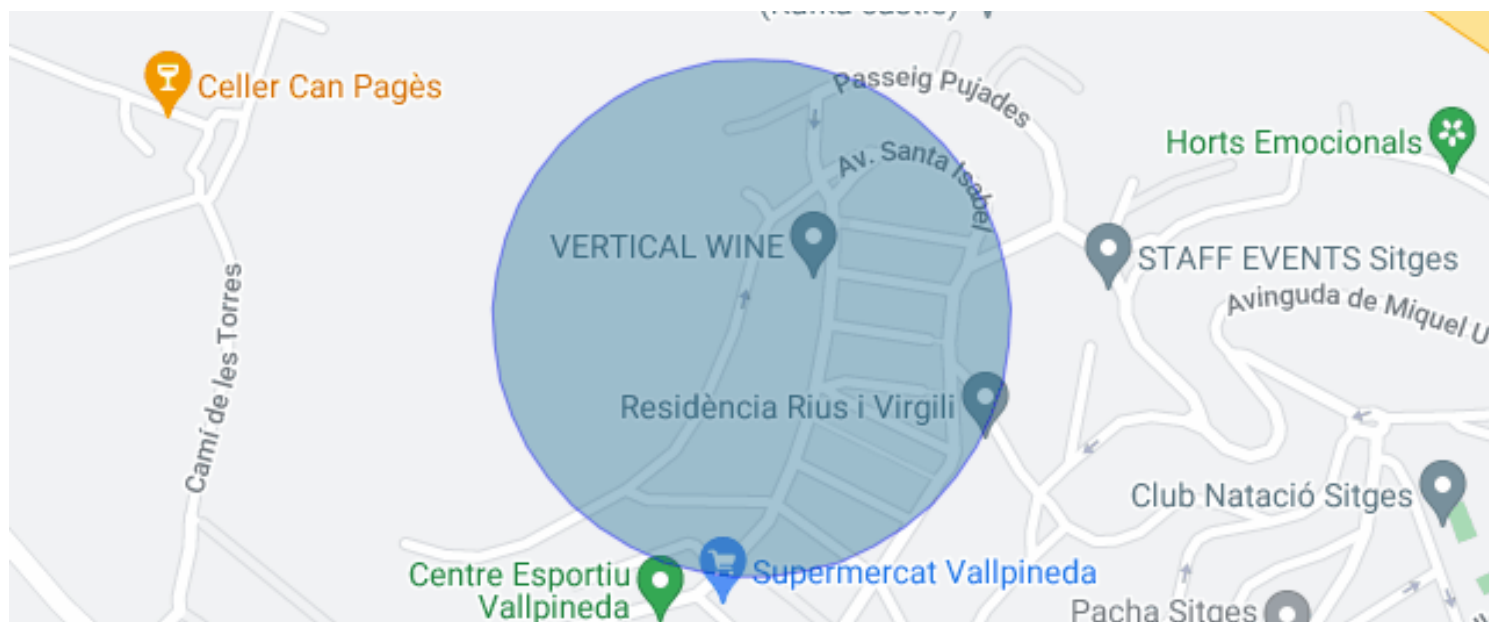 Celler Can Pagès
Passeig Pujades
Horts Emocionals
Av. Santa Isabel
VERTICAL WINE
STAFF EVENTS Sitges
Camí de les Torres
Avinguda de Miquel U
Residència Rius i Virgili
Club Natació Sitges
Centre Esportiu
Vallpineda
Supermercat Vallpineda
Pacha Sitges